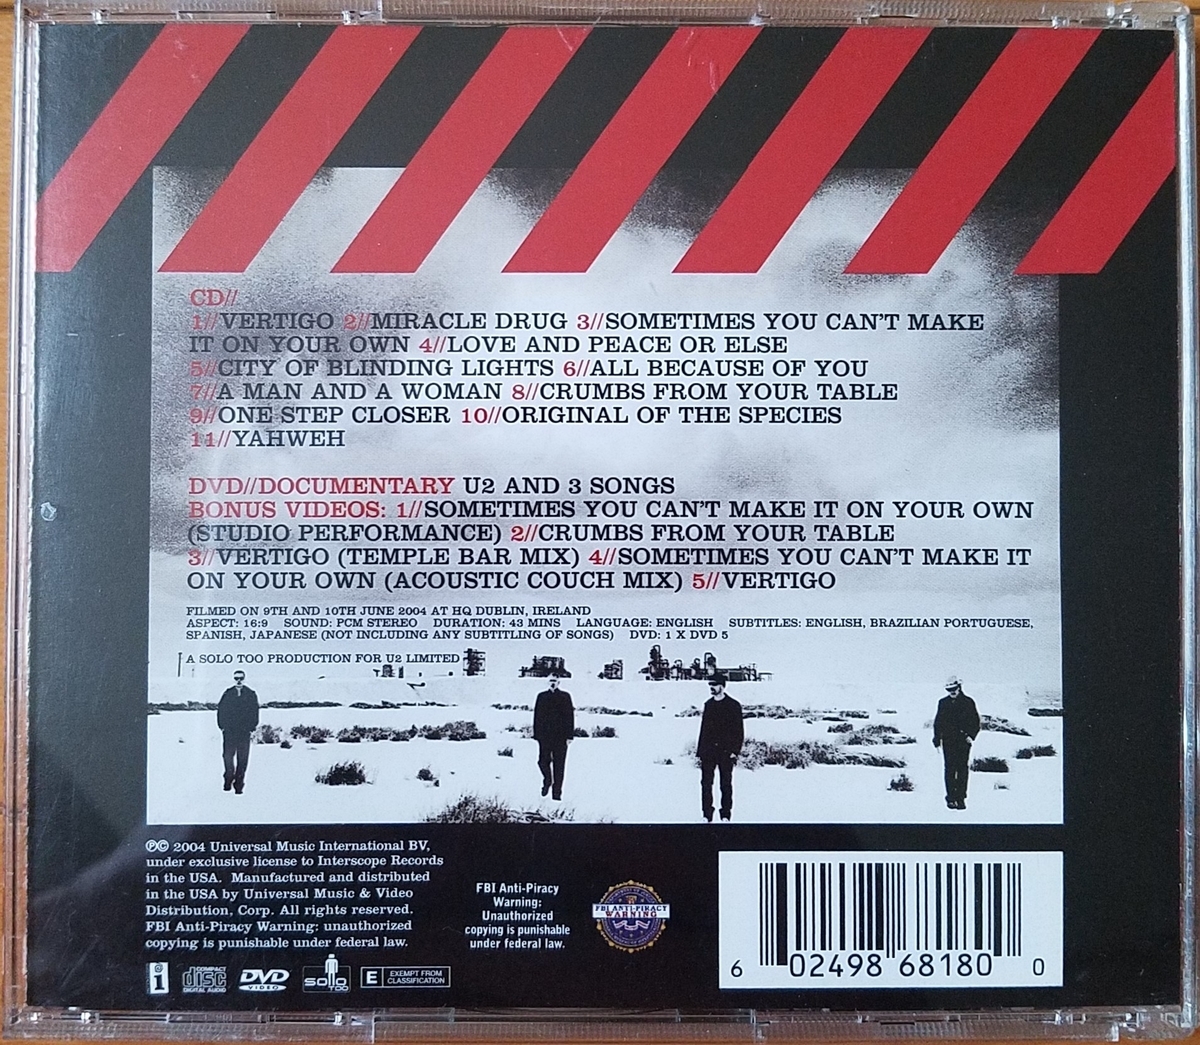 CD//
1//VERTIGO 2//MIRACLE DRUG 3//SOMETIMES YOU CAN'T MAKE
IT ON YOUR OWN 4//LOVE AND PEACE OR ELSE
5//CITY OF BLINDING LIGHTS 6//ALL BECAUSE OF YOU
7//A MAN AND A WOMAN 8//CRUMBS FROM YOUR TABLE
9//ONE STEP CLOSER 10//ORIGINAL OF THE SPECIES
11//YAHWEH
DVD//DOCUMENTARY U2 AND 3 SONGS
BONUS VIDEOS: 1//SOMETIMES YOU CAN'T MAKE IT ON YOUR OWN
(STUDIO PERFORMANCE) 2//CRUMBS FROM YOUR TABLE
3//VERTIGO (TEMPLE BAR MIX) 4//SOMETIMES YOU CAN'T MAKE IT
ON YOUR OWN (ACOUSTIC COUCH MIX) 5//VERTIGO
FILMED ON 9TH AND 10TH JUNE 2004 AT HQ DUBLIN, IRELAND
ASPECT: 16:9 SOUND: PCM STEREO DURATION: 43 MINS LANGUAGE: ENGLISH SUBTITLES: ENGLISH, BRAZILIAN PORTUGUESE,
SPANISH, JAPANESE (NOT INCLUDING ANY SUBTITLING OF SONGS) DVD: 1 X DVD 5
A SOLO TOO PRODUCTION FOR U2 LIMITED
℗© 2004 Universal Music International BV,
under exclusive license to Interscope Records
in the USA. Manufactured and distributed
in the USA by Universal Music & Video
Distribution, Corp. All rights reserved.
FBI Anti-Piracy Warning: unauthorized
copying is punishable under federal law.
FBI Anti-Piracy
Warning:
Unauthorized
copying is punishable
under federal law.
FBI ANTI-PIRACY
WARNING
i
COMPACT
disc
DIGITAL AUDIO
DVD
VIDEO
solo
TOO
E EXEMPT FROM
CLASSIFICATION
6 02498 68180 0